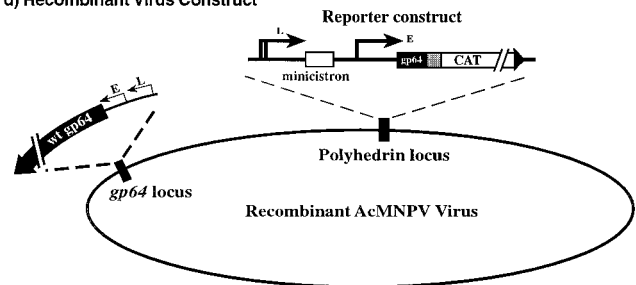 d) Recombinant Virus Construct
Reporter construct
L
E
gp64
CAT
minicistron
E
L
wt gp64
Polyhedrin locus
gp64 locus
Recombinant AcMNPV Virus